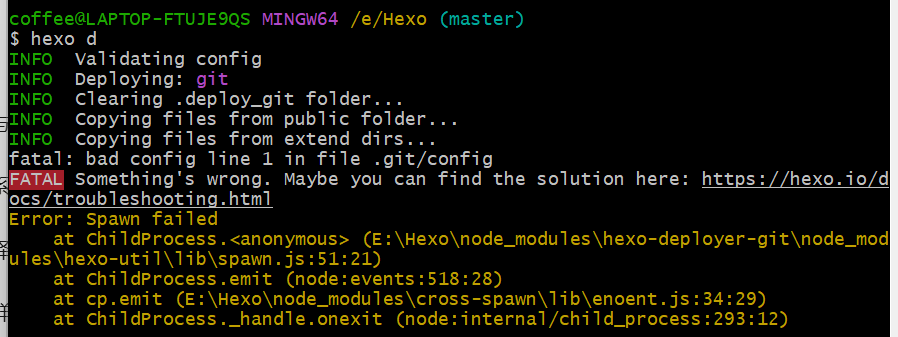 coffee@LAPTOP-FTUJE9QS MINGW64 /e/Hexo (master)
$ hexo d
INFO  Validating config
INFO  Deploying: git
INFO  Clearing .deploy_git folder...
INFO  Copying files from public folder...
INFO  Copying files from extend dirs...
fatal: bad config line 1 in file .git/config
FATAL Something's wrong. Maybe you can find the solution here: https://hexo.io/d
ocs/troubleshooting.html
Error: Spawn failed
    at ChildProcess.<anonymous> (E:\Hexo\node_modules\hexo-deployer-git\node_mod
ules\hexo-util\lib\spawn.js:51:21)
    at ChildProcess.emit (node:events:518:28)
    at cp.emit (E:\Hexo\node_modules\cross-spawn\lib\enoent.js:34:29)
    at ChildProcess._handle.onexit (node:internal/child_process:293:12)